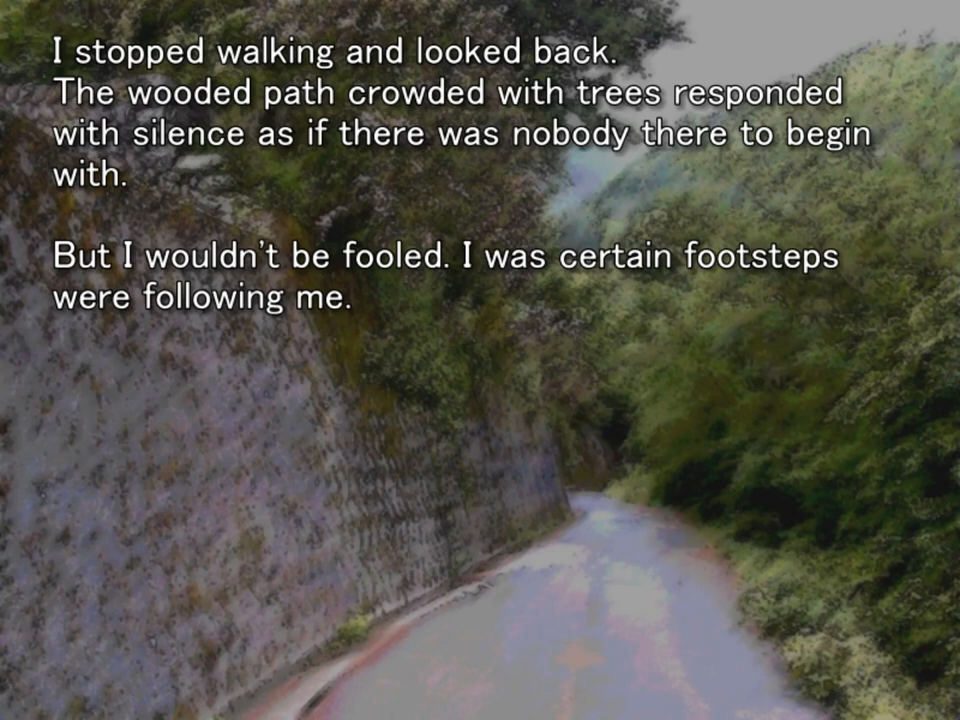 I stopped walking and looked back.
The wooded path crowded with trees responded
with silence as if there was nobody there to begin
with.
But I wouldn't be fooled. I was certain footsteps
were following me.